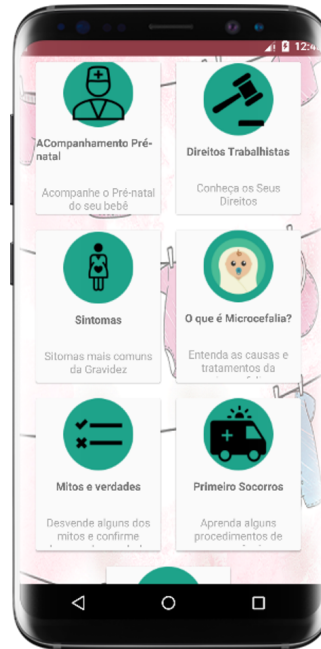 12:4
ACompanhamento Pré-
natal
Acompanhe o Pré-natal
do seu bebê
Direitos Trabalhistas
Conheça os Seus
Direitos
Sintomas
Sitomas mais comuns
da Gravidez
O que é Microcefalia?
Entenda as causas e
tratamentos da
Mitos e verdades
Desvende alguns dos
mitos e confirme
Primeiro Socorros
Aprenda alguns
procedimentos de